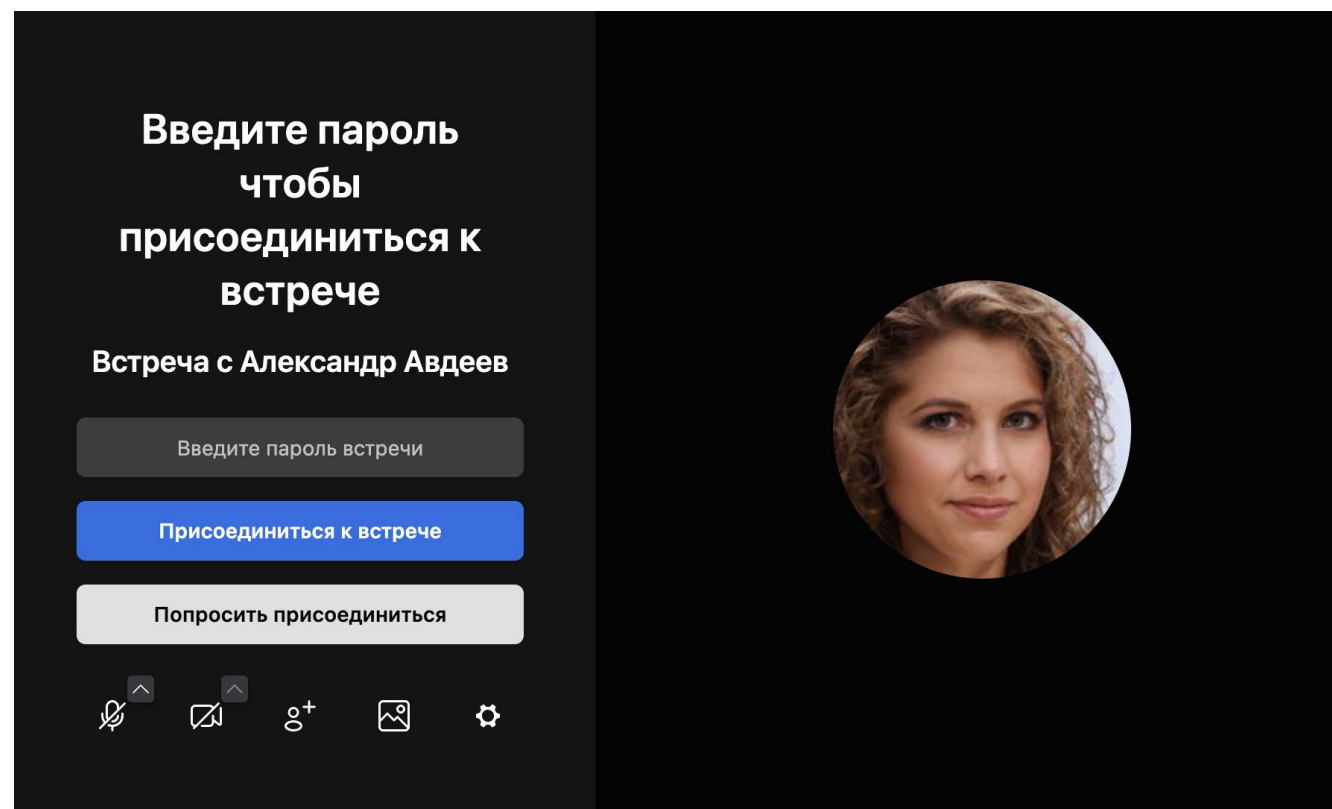 Введите пароль
чтобы
присоединиться к
встрече
Встреча с Александр Авдеев
Введите пароль встречи
Присоединиться к встрече
Попросить присоединиться